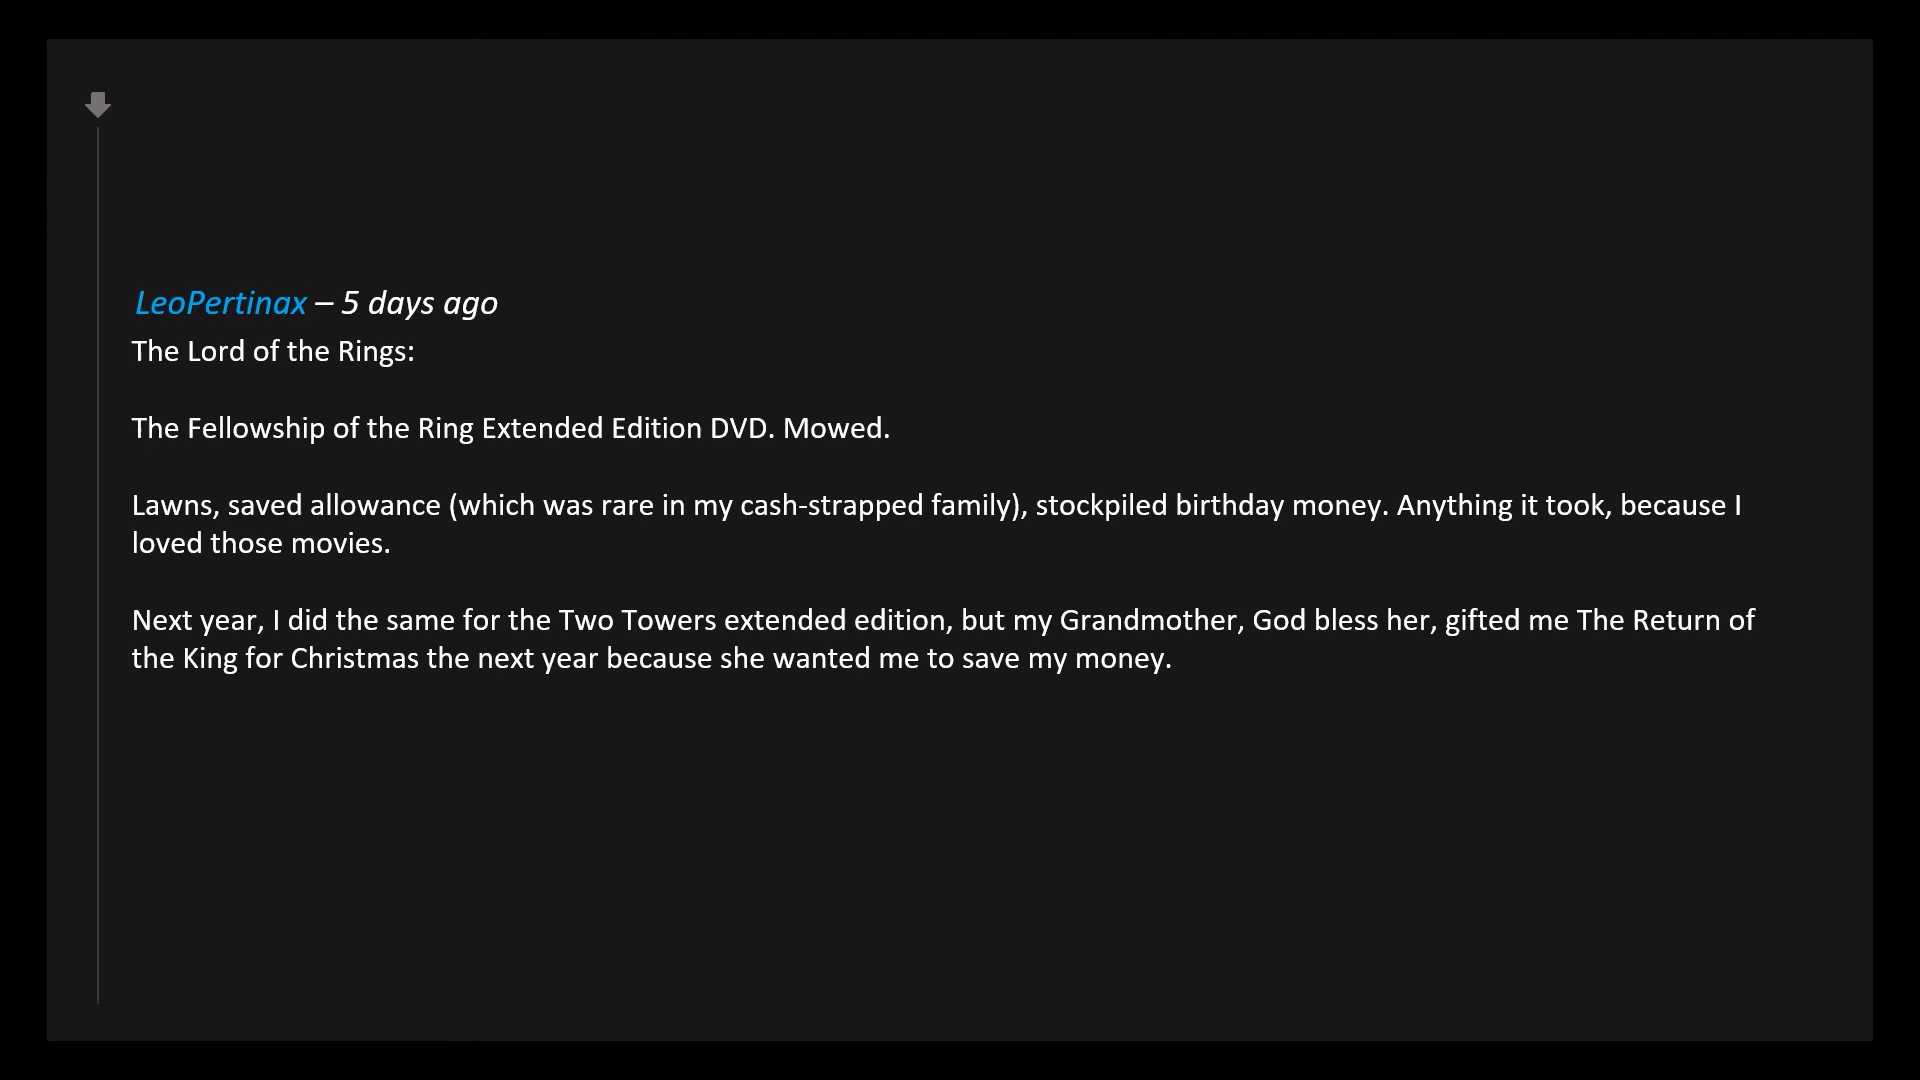 LeoPertinax – 5 days ago
The Lord of the Rings:
The Fellowship of the Ring Extended Edition DVD. Mowed.
Lawns, saved allowance (which was rare in my cash-strapped family), stockpiled birthday money. Anything it took, because I
loved those movies.
Next year, I did the same for the Two Towers extended edition, but my Grandmother, God bless her, gifted me The Return of
the King for Christmas the next year because she wanted me to save my money.